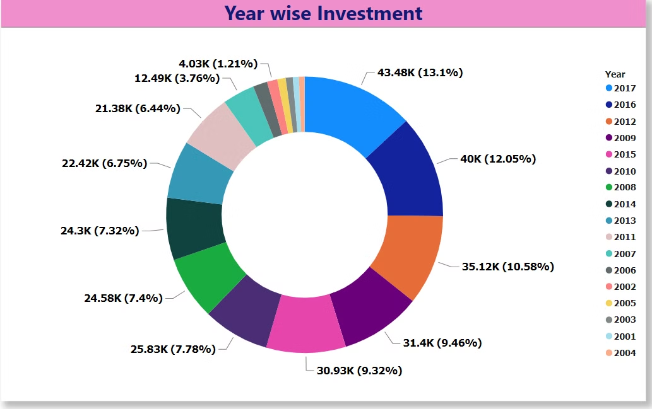 Year wise Investment
4.03K (1.21%)
43.48K (13.1%)
12.49K (3.76%)
21.38K (6.44%)
40K (12.05%)
22.42K (6.75%)
24.3K (7.32%)
35.12K (10.58%)
24.58K (7.4%)
31.4K (9.46%)
25.83K (7.78%)
30.93K (9.32%)
Year
2017
2016
2012
2009
2015
2010
2008
2014
2013
2011
2007
2006
2002
2005
2003
2001
2004